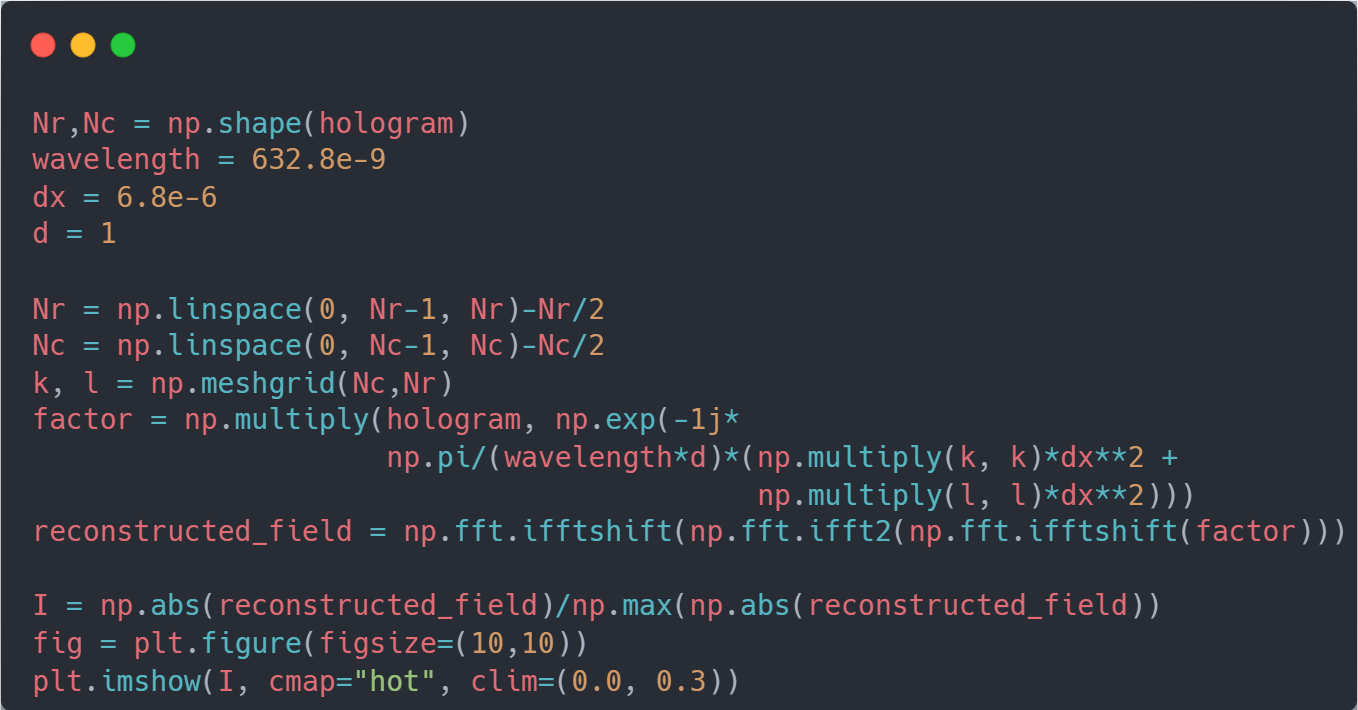 Nr,Nc = np.shape(hologram)
wavelength = 632.8e-9
dx = 6.8e-6
d = 1

Nr = np.linspace(0, Nr-1, Nr)-Nr/2
Nc = np.linspace(0, Nc-1, Nc)-Nc/2
k, l = np.meshgrid(Nc,Nr)
factor = np.multiply(hologram, np.exp(-1j*
                     np.pi/(wavelength*d)*(np.multiply(k, k)*dx**2 +
                                           np.multiply(l, l)*dx**2)))
reconstructed_field = np.fft.ifftshift(np.fft.ifft2(np.fft.ifftshift(factor)))

I = np.abs(reconstructed_field)/np.max(np.abs(reconstructed_field))
fig = plt.figure(figsize=(10,10))
plt.imshow(I, cmap="hot", clim=(0.0, 0.3))